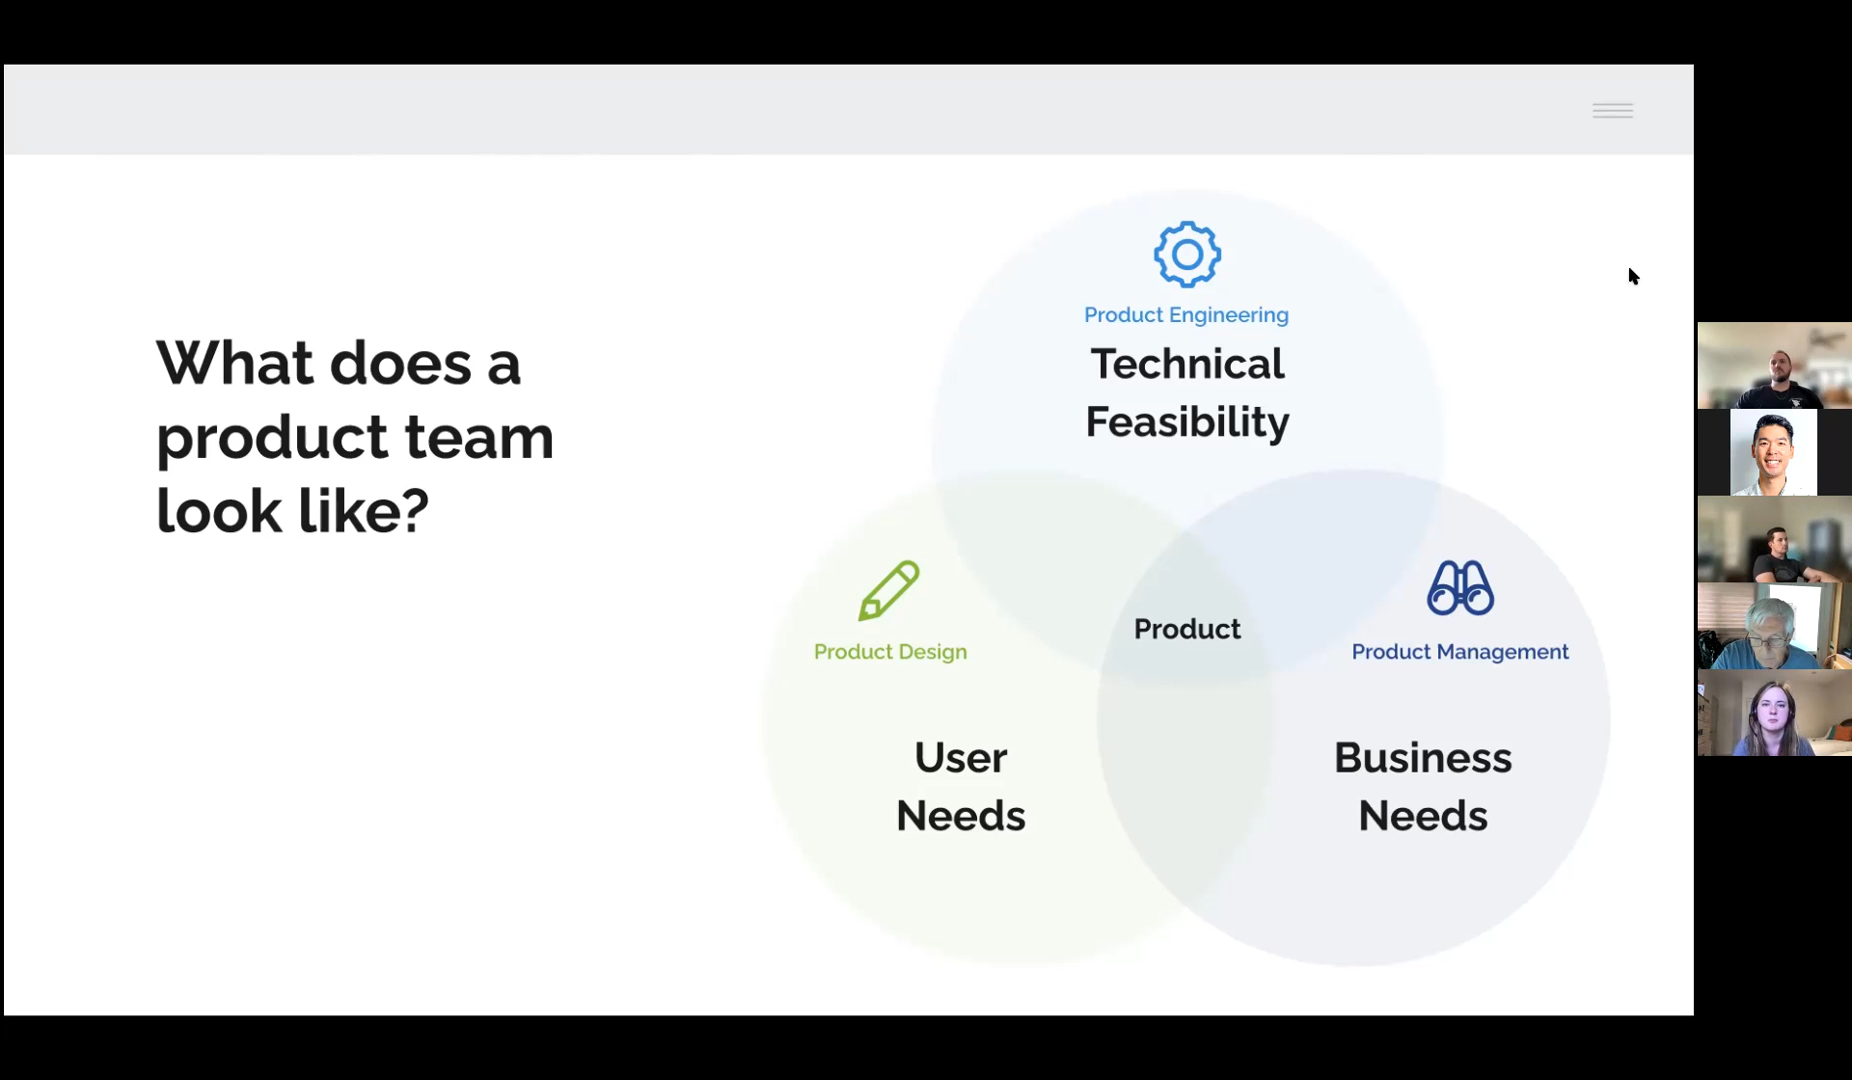 What does a
product team
look like?
Product Engineering
Technical
Feasibility
Product Design
User
Needs
Product
Product Management
Business
Needs